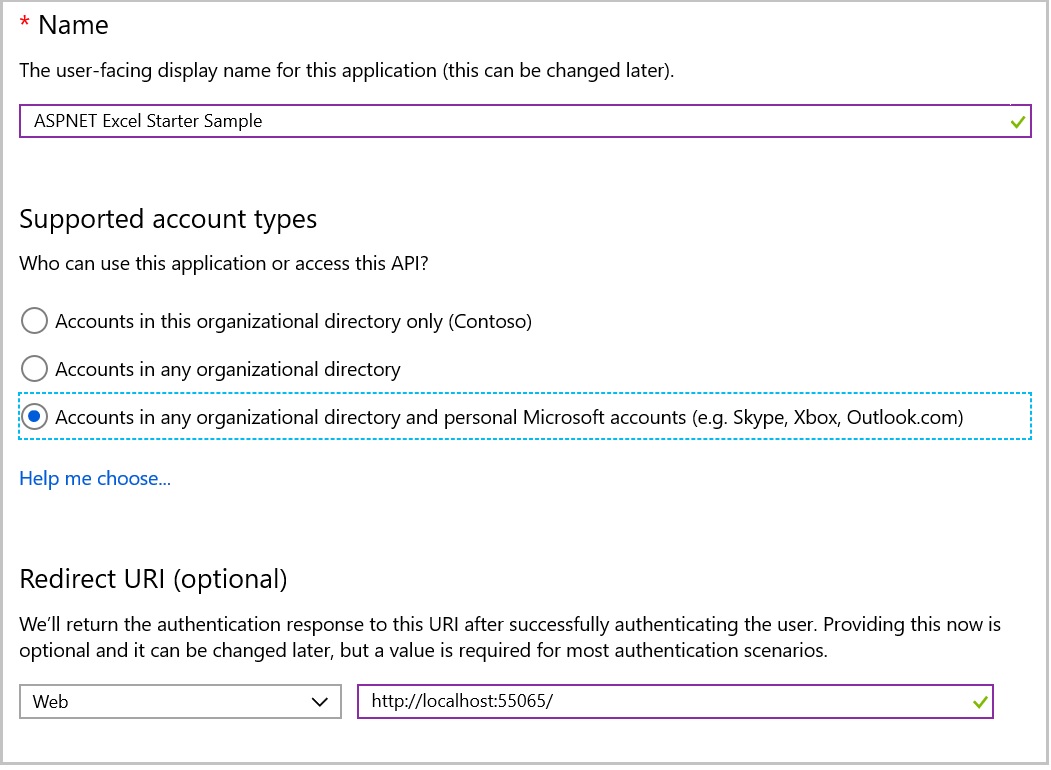 * Name
The user-facing display name for this application (this can be changed later).
ASPNET Excel Starter Sample
Supported account types
Who can use this application or access this API?
Accounts in this organizational directory only (Contoso)
Accounts in any organizational directory
Accounts in any organizational directory and personal Microsoft accounts (e.g. Skype, Xbox, Outlook.com)
Help me choose...
Redirect URI (optional)
We’ll return the authentication response to this URI after successfully authenticating the user. Providing this now is
optional and it can be changed later, but a value is required for most authentication scenarios.
Web http://localhost:55065/